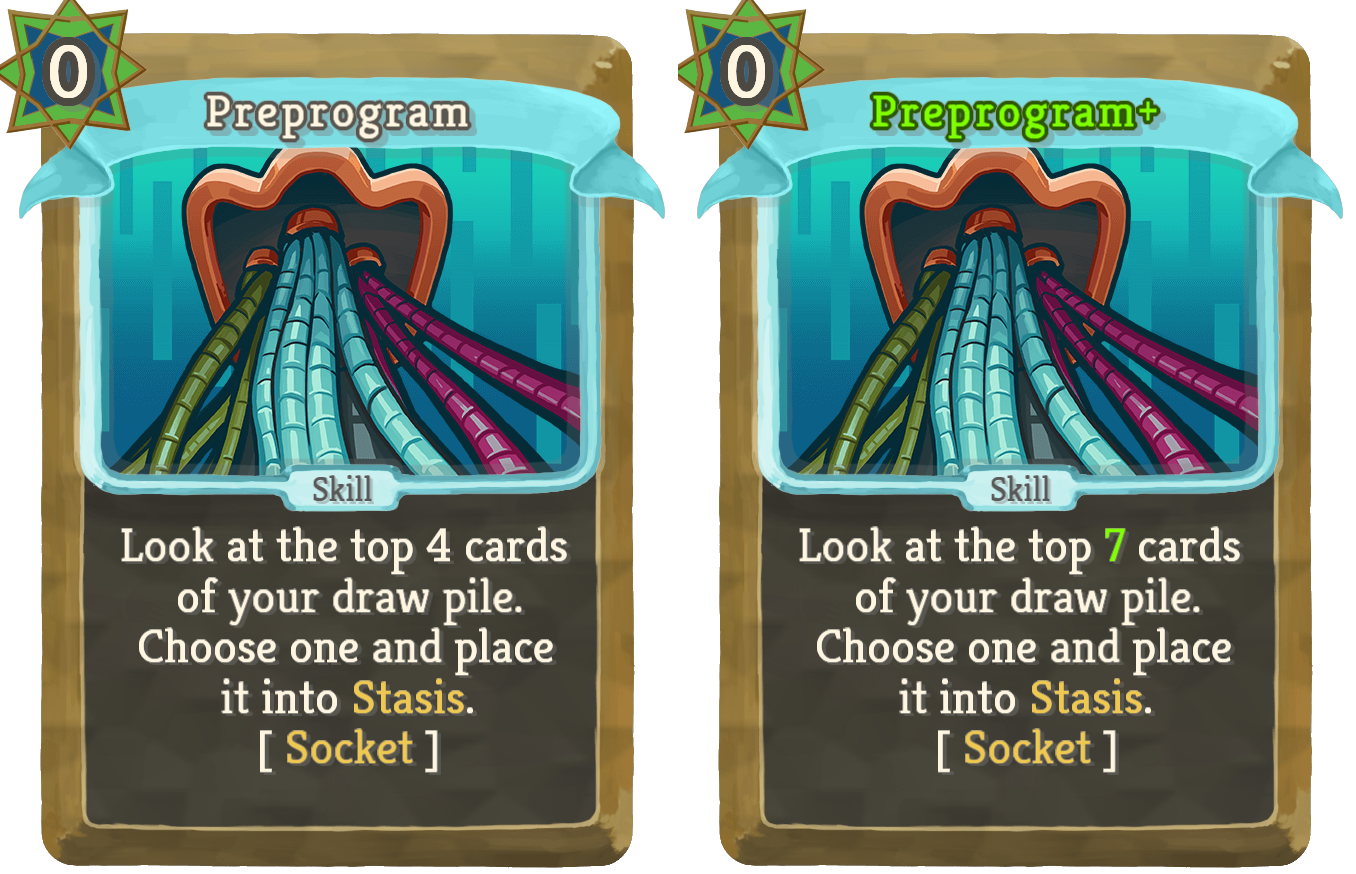 0
Preprogram
Skill
Look at the top 4 cards
of your draw pile.
Choose one and place
it into Stasis.
[ Socket ]
0
Preprogram+
Skill
Look at the top 7 cards
of your draw pile.
Choose one and place
it into Stasis.
[ Socket ]